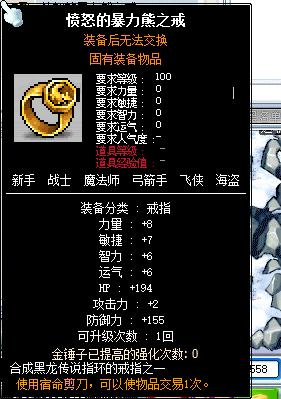 愤怒的暴力熊之戒
装备后无法交换
固有装备物品
要求等级 : 100
要求力量 : 0
要求敏捷 : 0
要求智力 : 0
要求运气 : 0
要求人气度 : -
道具等级 : -
道具经验值 : -
新手 战士 魔法师 弓箭手 飞侠 海盗
装备分类 : 戒指
力量 : +8
敏捷 : +7
智力 : +6
运气 : +6
HP : +194
攻击力 : +2
防御力 : +155
可升级次数 : 1回
金锤子已提高的强化次数: 0
合成黑龙传说指环的戒指之一
使用宿命剪刀，可以使物品交易1次。
558